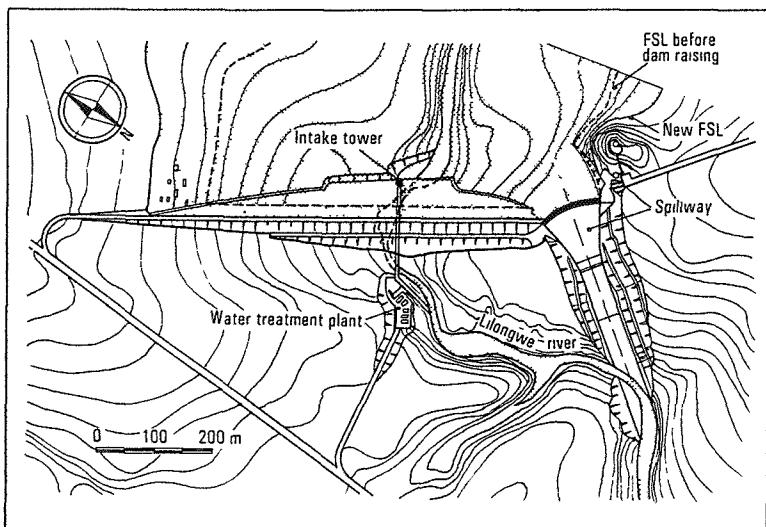 FSL before
dam raising
N
Intake tower
New FSL
Spillway
Water treatment plant
Lilongwe river
0 100 200 m